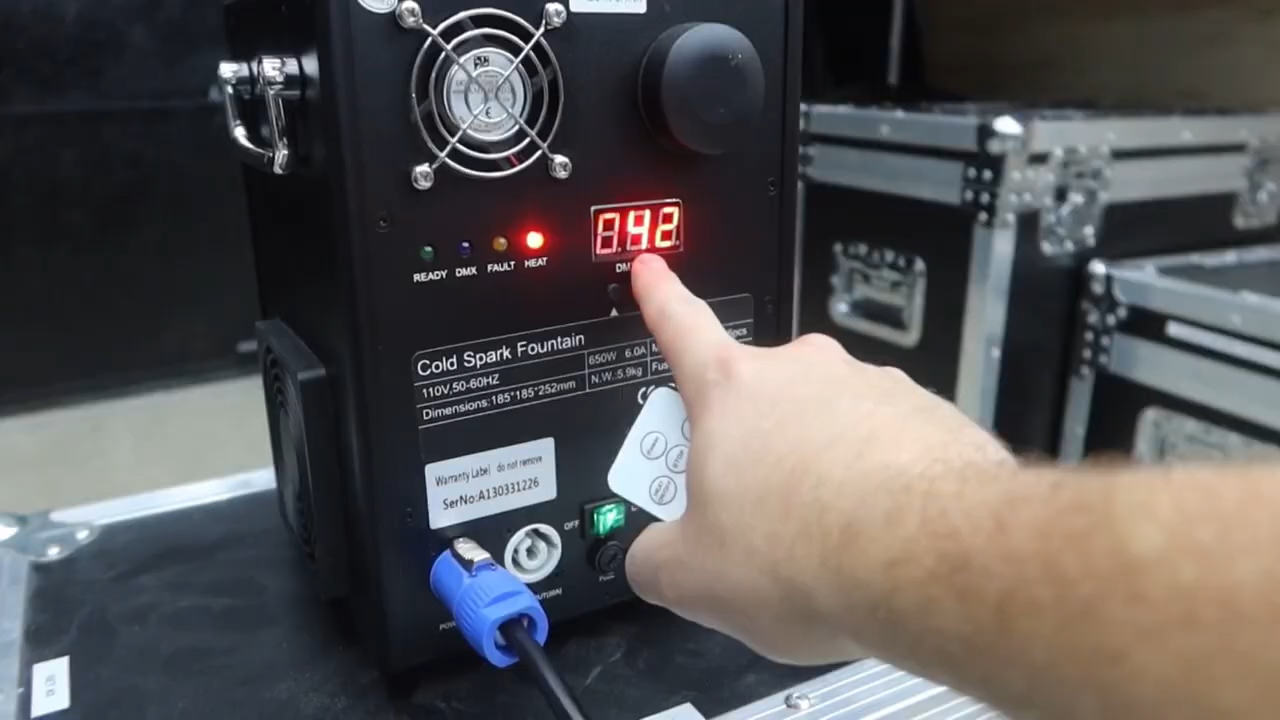 042
READY DMX FAULT HEAT
Cold Spark Fountain
110V,50-60HZ
650W 6.0A
Dimensions:185*185*252mm
N.W.:5.9kg
Warranty Label do not remove
SerNo:A130331226
OFF
STOP